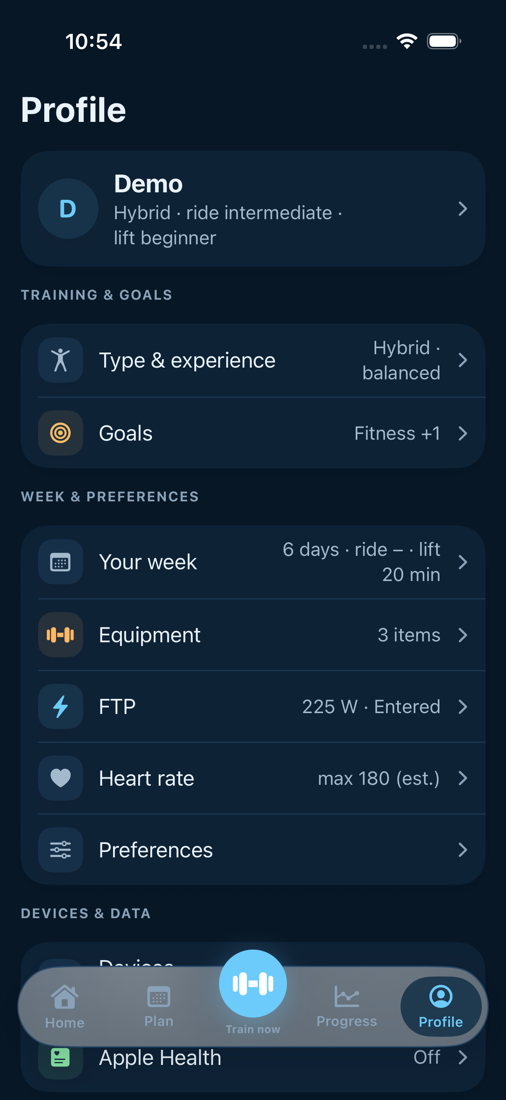 10:54
Profile
D
Demo
Hybrid · ride intermediate ·
lift beginner
TRAINING & GOALS
Type & experience
Hybrid ·
balanced
Goals
Fitness +1
WEEK & PREFERENCES
Your week
6 days · ride – · lift
20 min
Equipment
3 items
FTP
225 W · Entered
Heart rate
max 180 (est.)
Preferences
DEVICES & DATA
Devices
Home
Plan
Train now
Progress
Profile
Apple Health
Off